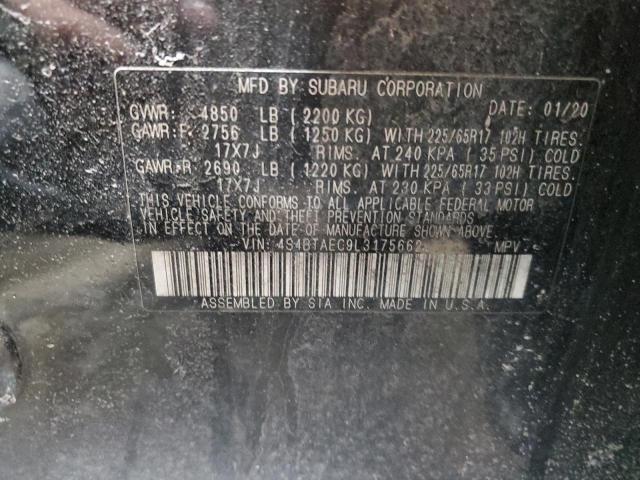 MFD BY SUBARU CORPORATION
GVWR: 4850 LB ( 2200 KG) DATE: 01/20
GAWR:F 2756 LB ( 1250 KG) WITH 225/65R17 102H TIRES.
17X7J RIMS. AT 240 KPA ( 35 PSI) COLD
GAWR:R 2690 LB ( 1220 KG) WITH 225/65R17 102H TIRES.
17X7J RIMS. AT 230 KPA ( 33 PSI) COLD
THIS VEHICLE CONFORMS TO ALL APPLICABLE FEDERAL MOTOR
VEHICLE SAFETY AND THEFT PREVENTION STANDARDS
IN EFFECT ON THE DATE OF MANUFACTURE SHOWN ABOVE.
VIN: 4S4BTAEC9L3175662 MPV
ASSEMBLED BY SIA INC. MADE IN U.S.A.